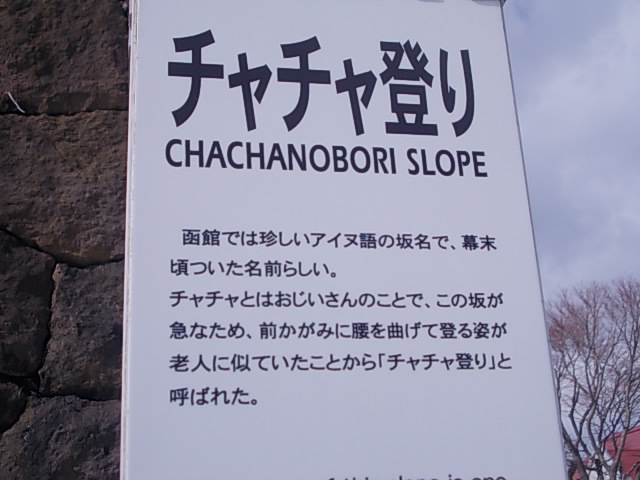 チャチャ登り
CHACHANOBORI SLOPE
函館では珍しいアイヌ語の坂名で、幕末
頃ついた名前らしい。
チャチャとはおじいさんのことで、この坂が
急なため、前かがみに腰を曲げて登る姿が
老人に似ていたことから「チャチャ登り」と
呼ばれた。